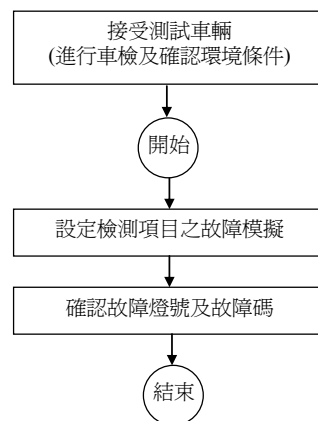 接受測試車輛
(進行車檢及確認環境條件)
開始
設定檢測項目之故障模擬
確認故障燈號及故障碼
結束